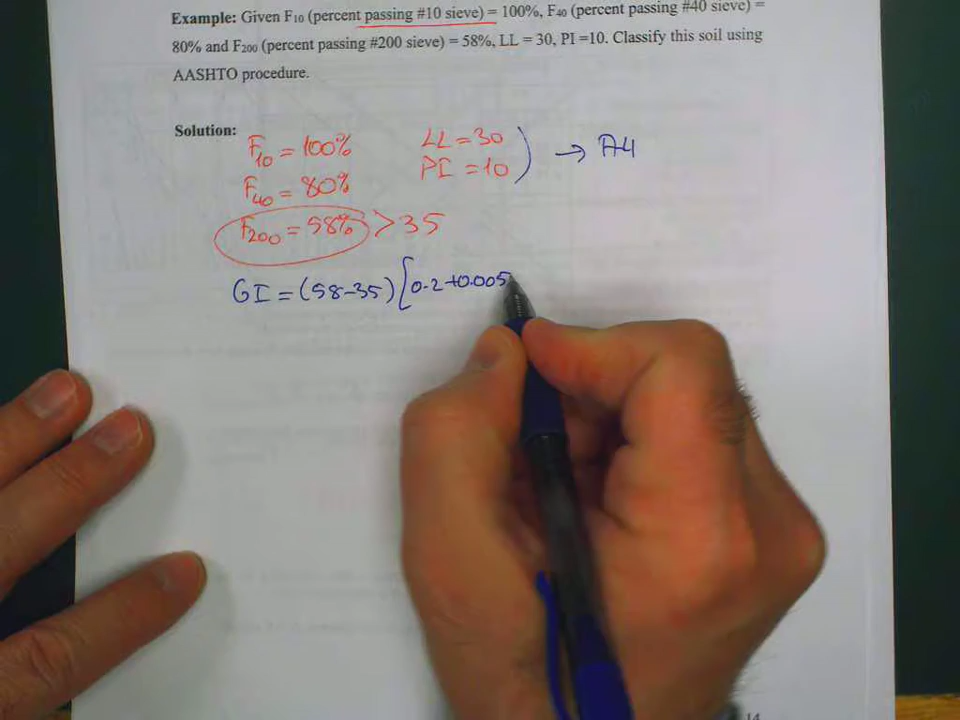 Example: Given F10 (percent passing #10 sieve) = 100%, F40 (percent passing #40 sieve) =
80% and F200 (percent passing #200 sieve) = 58%, LL = 30, PI =10. Classify this soil using
AASHTO procedure.
Solution:
F10 = 100% LL = 30 ) → A4
F40 = 80% PI = 10
F200 = 58% > 35
GI = (58-35) [0.2+0.005
14